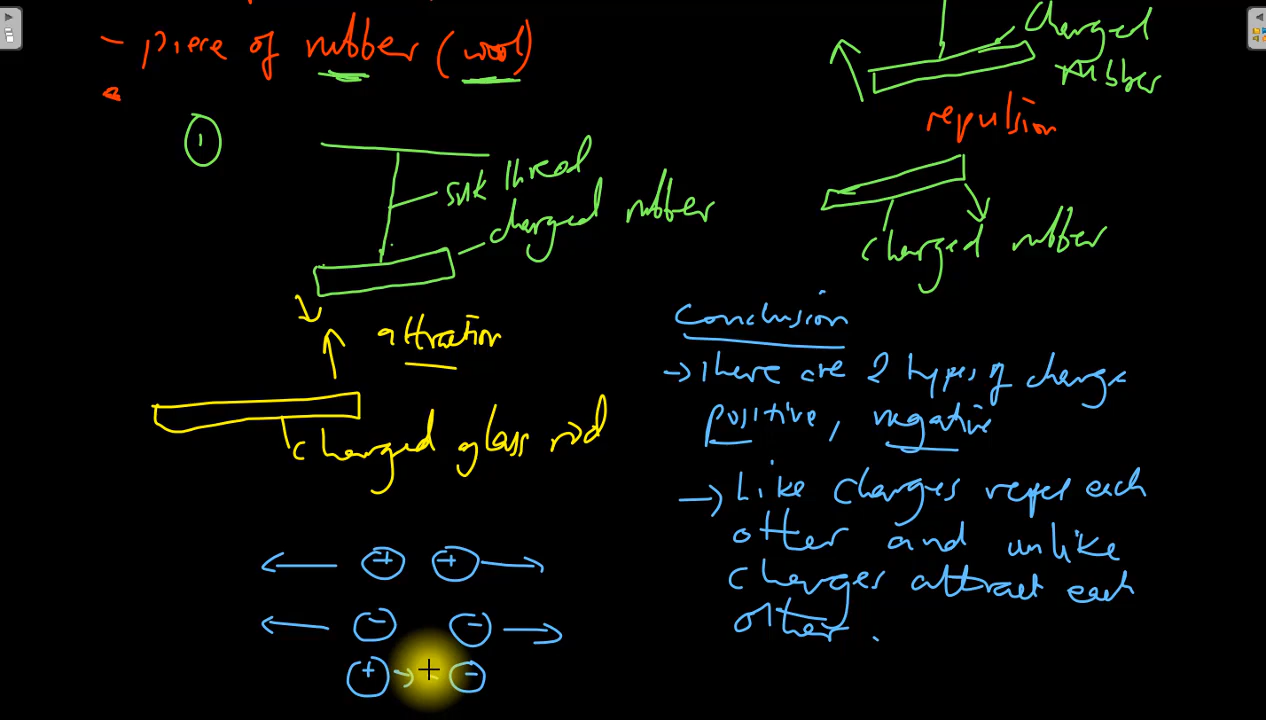 - piece of rubber (wool)
charged
rubber
repulsion
1
silk thread
charged rubber
charged rubber
attraction
charged glass rod
Conclusion
→ There are 2 types of charge
positive, negative
→ Like charges repel each
other and unlike
charges attract each
other.
+ +
- -
+ -